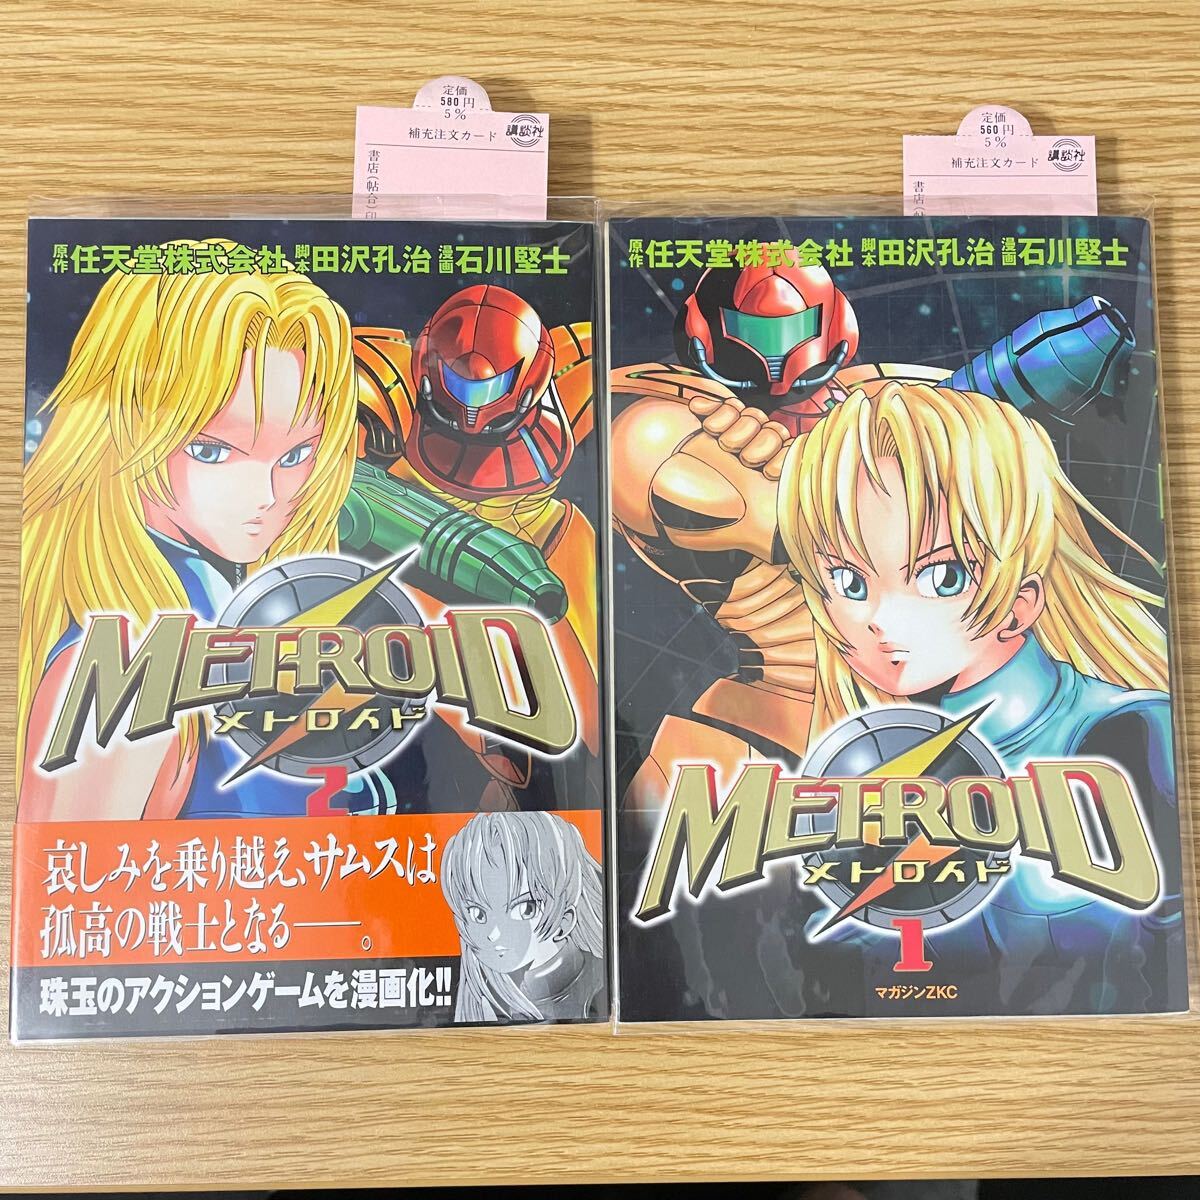 定価
580円
5%
補充注文カード
講談社
書店(帖合)印
原作 任天堂株式会社 脚本 田沢孔治 漫画 石川堅士
METROID
メトロイド
2
哀しみを乗り越え、サムスは
孤高の戦士となる――。
珠玉のアクションゲームを漫画化!!
定価
560円
5%
補充注文カード
講談社
書店
原作 任天堂株式会社 脚本 田沢孔治 漫画 石川堅士
METROID
メトロイド
1
マガジンZKC